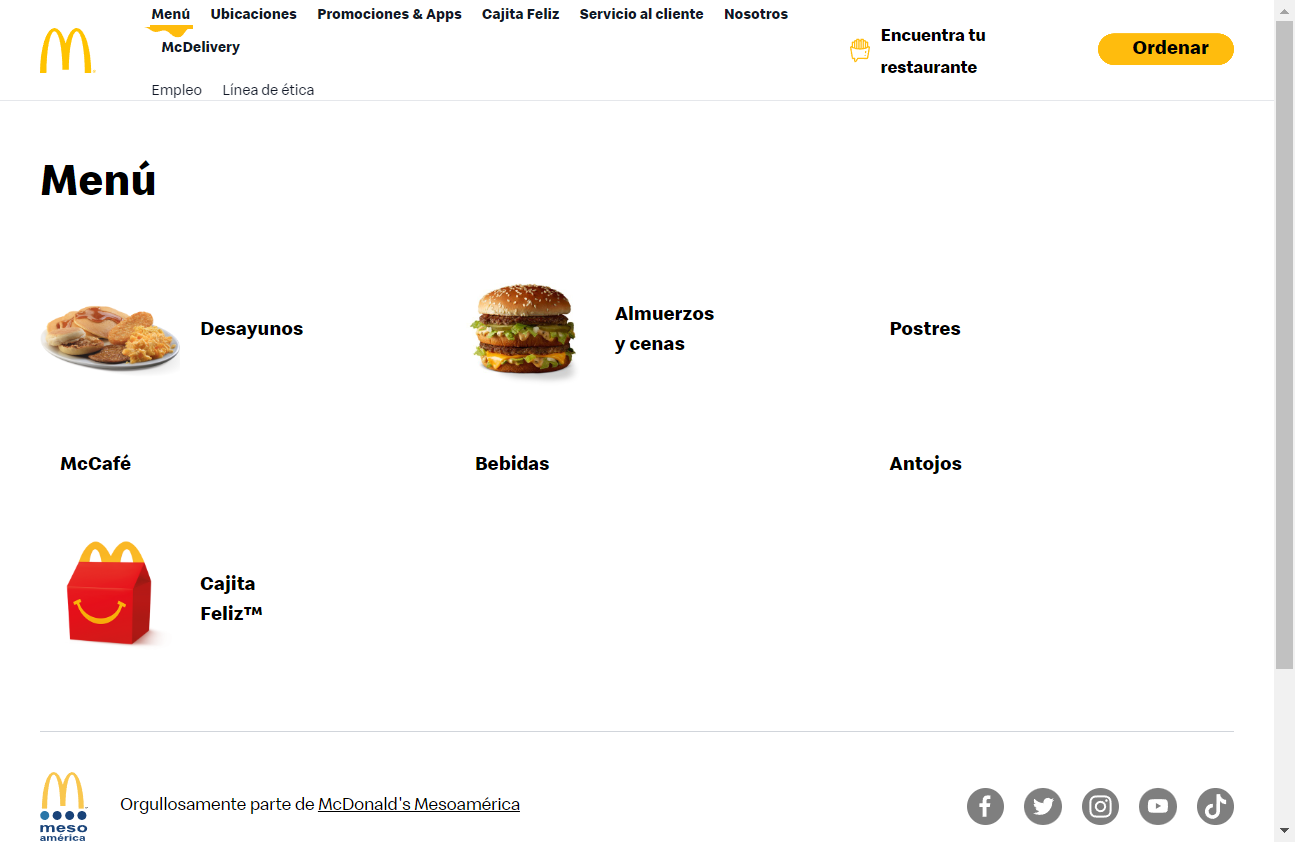 Menú Ubicaciones Promociones & Apps Cajita Feliz Servicio al cliente Nosotros
McDelivery
Empleo Línea de ética
Encuentra tu
restaurante
Ordenar
Menú
Desayunos
Almuerzos
y cenas
Postres
McCafé
Bebidas
Antojos
Cajita
Feliz™
meso
américa
Orgullosamente parte de McDonald's Mesoamérica